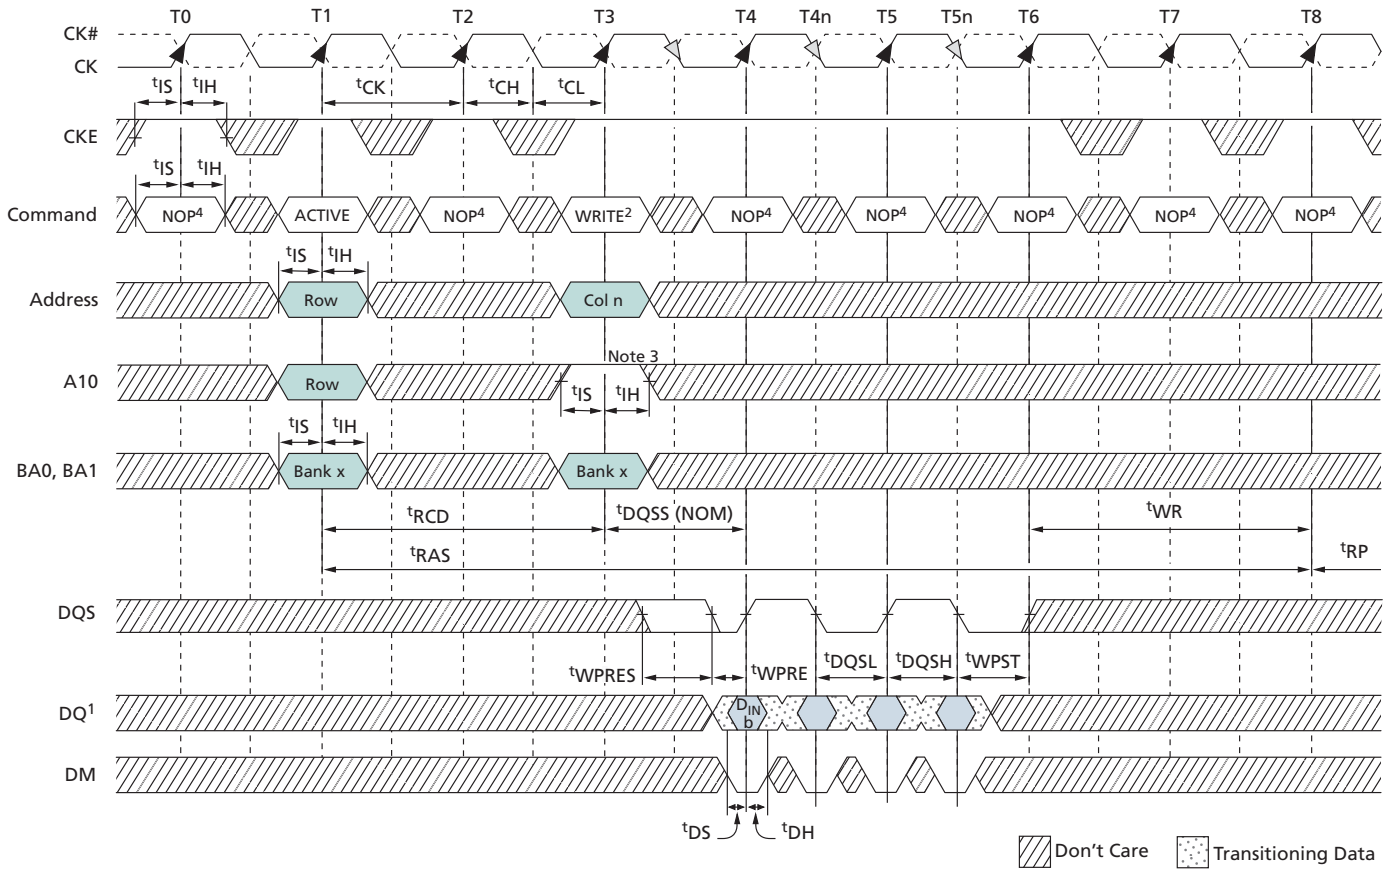 T0 T1 T2 T3 T4 T4n T5 T5n T6 T7 T8
CK#
CK
tIS tIH tCK tCH tCL
CKE
tIS tIH
Command NOP4 ACTIVE NOP4 WRITE2 NOP4 NOP4 NOP4 NOP4 NOP4
tIS tIH
Address Row Col n
Note 3
A10 Row
tIS tIH
tIS tIH
BA0, BA1 Bank x Bank x
tRCD tDQSS (NOM) tWR
tRAS tRP
DQS
tWPRES tWPRE tDQSL tDQSH tWPST
DQ1 DIN
b
DM
tDS tDH
Don't Care Transitioning Data